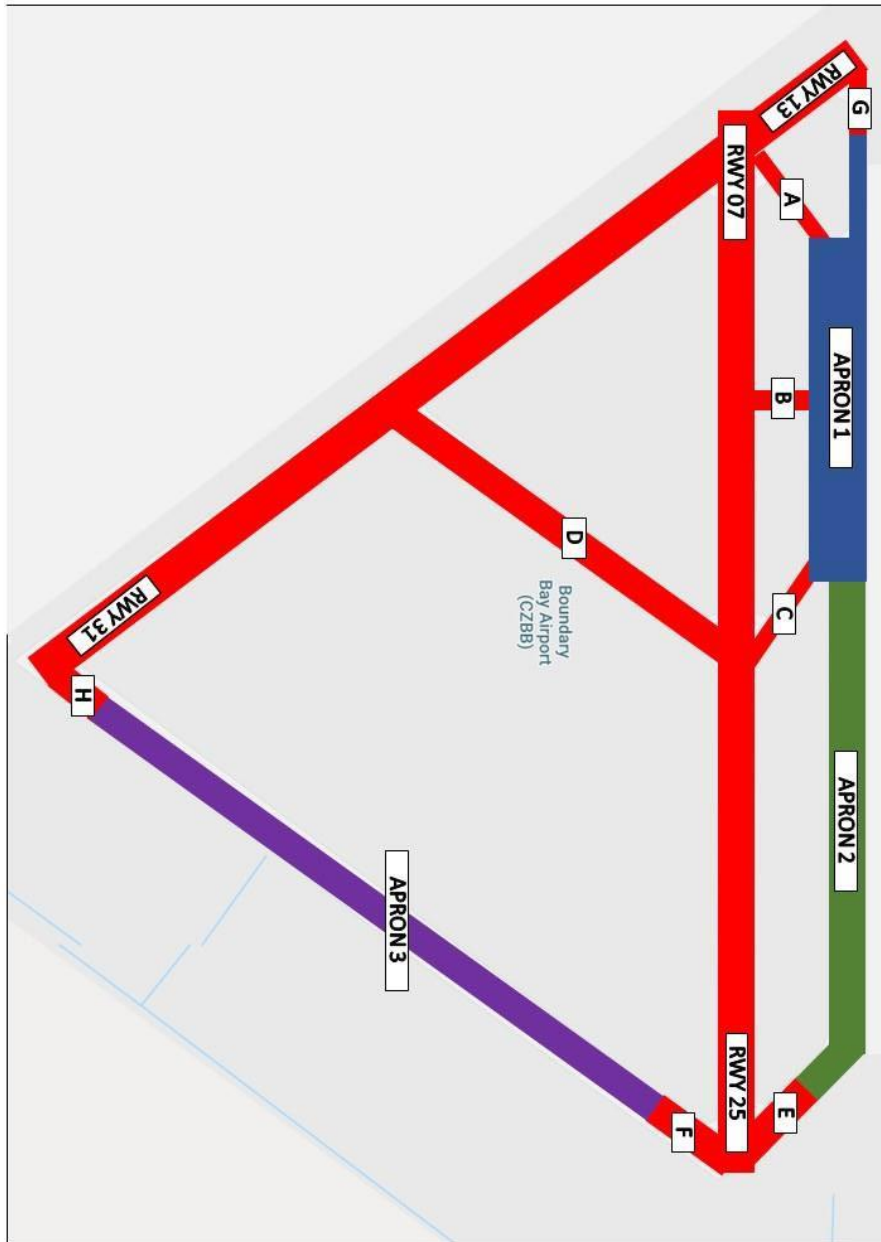 RWY 13
G
RWY 07
A
APRON 1
B
D
C
Boundary
Bay Airport
(CZBB)
RWY 31
H
APRON 2
APRON 3
RWY 25
E
F